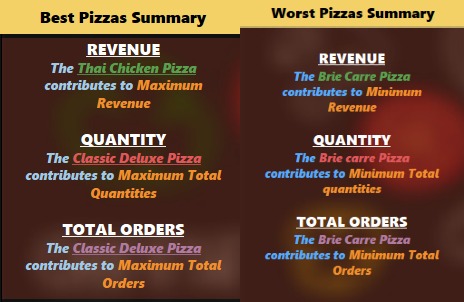 Best Pizzas Summary
REVENUE
The Thai Chicken Pizza
contributes to Maximum
Revenue
QUANTITY
The Classic Deluxe Pizza
contributes to Maximum Total
Quantities
TOTAL ORDERS
The Classic Deluxe Pizza
contributes to Maximum Total
Orders
Worst Pizzas Summary
REVENUE
The Brie Carre Pizza
contributes to Minimum
Revenue
QUANTITY
The Brie carre Pizza
contributes to Minimum Total
quantities
TOTAL ORDERS
The Brie Carre Pizza
contributes to Minimum Total
Orders